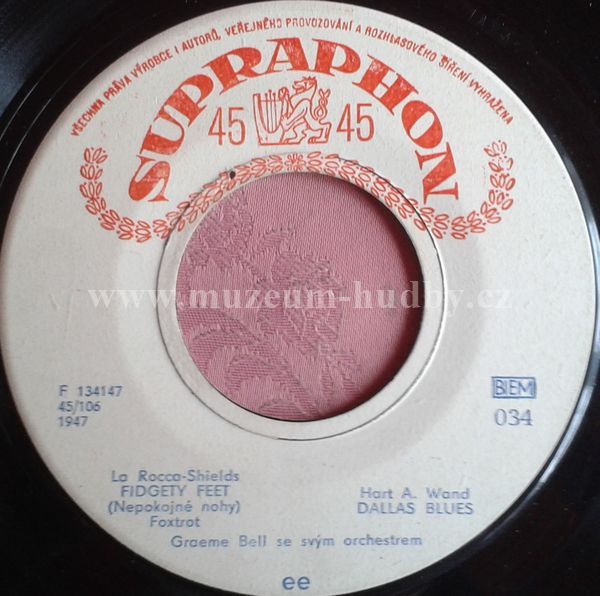 VŠECHNA PRÁVA VÝROBCE I AUTORŮ, VEŘEJNÉHO PROVOZOVÁNÍ A ROZHLASOVÉHO ŠÍŘENÍ VYHRAŽENA
SUPRAPHON
45 45
www.muzeum-hudby.cz
F 134147
45/106
1947
BIEM
034
La Rocca-Shields
FIDGETY FEET
(Nepokojné nohy)
Foxtrot
Hart A. Wand
DALLAS BLUES
Graeme Bell se svým orchestrem
ee